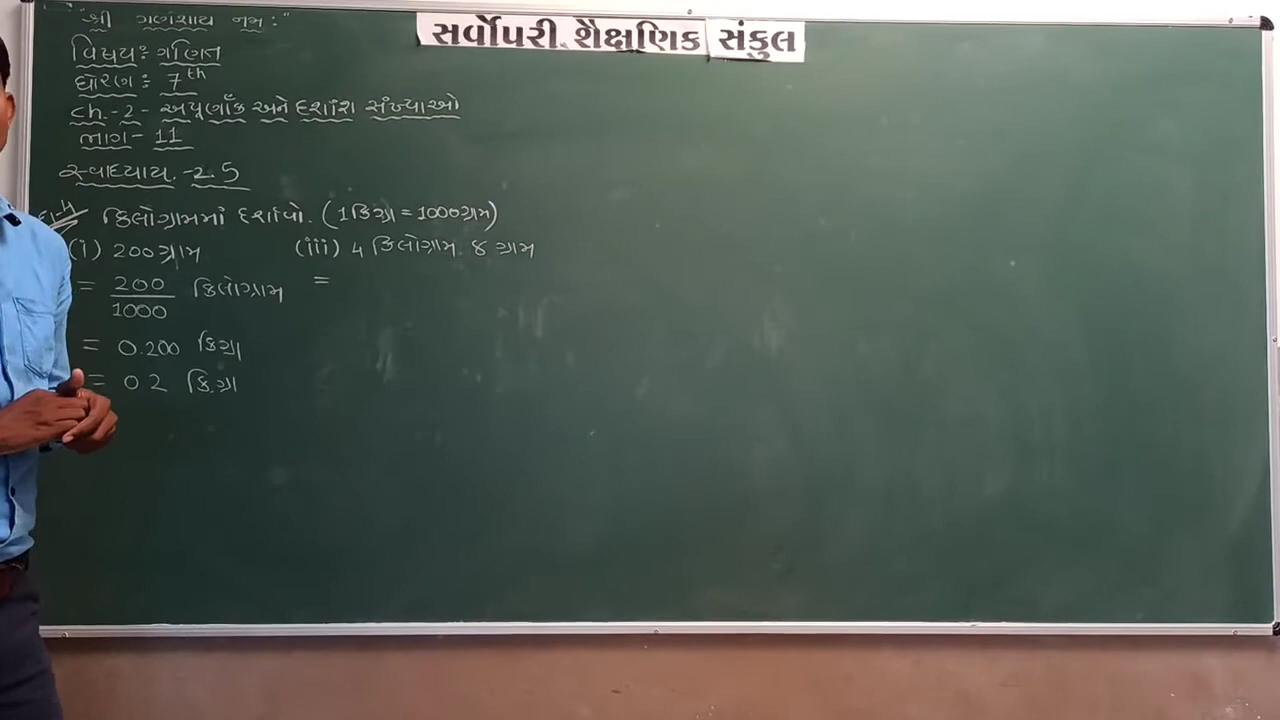 સર્વોપરી શૈક્ષણિક સંકુલ
"શ્રી ગણેશાય નમ:"
વિષય: ગણિત
ધોરણ: 7th
ch.-2- અપૂર્ણાંક અને દશાંશ સંખ્યાઓ
ભાગ- 11
સ્વાધ્યાય.-2.5
કિલોગ્રામમાં દર્શાવો. (1કિગ્રા = 1000ગ્રામ)
(i) 200ગ્રામ (iii) 4 કિલોગ્રામ. 8 ગ્રામ
= 200/1000 કિલોગ્રામ =
= 0.200 કિગ્રા
= 0 2 કિ.ગ્રા